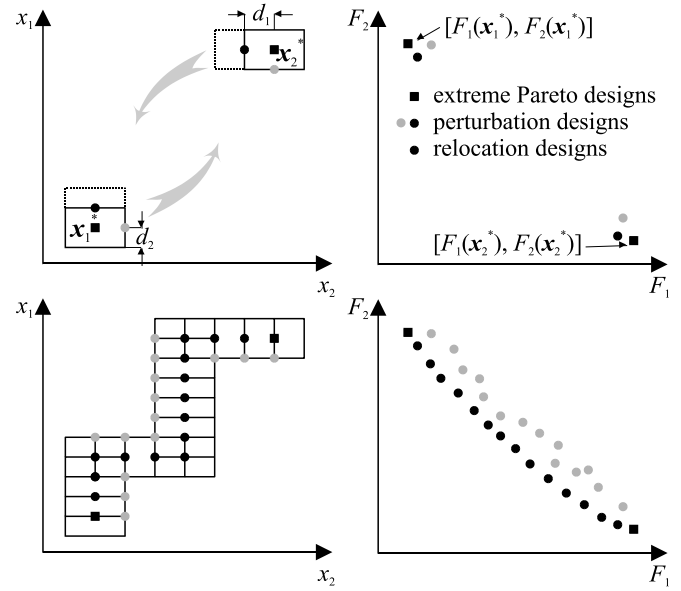 x₁
d₁
x₂*
x₁*
d₂
x₂
F₂
[F₁(x₁*), F₂(x₁*)]
extreme Pareto designs
perturbation designs
relocation designs
[F₁(x₂*), F₂(x₂*)]
F₁
x₁
x₂
F₂
F₁